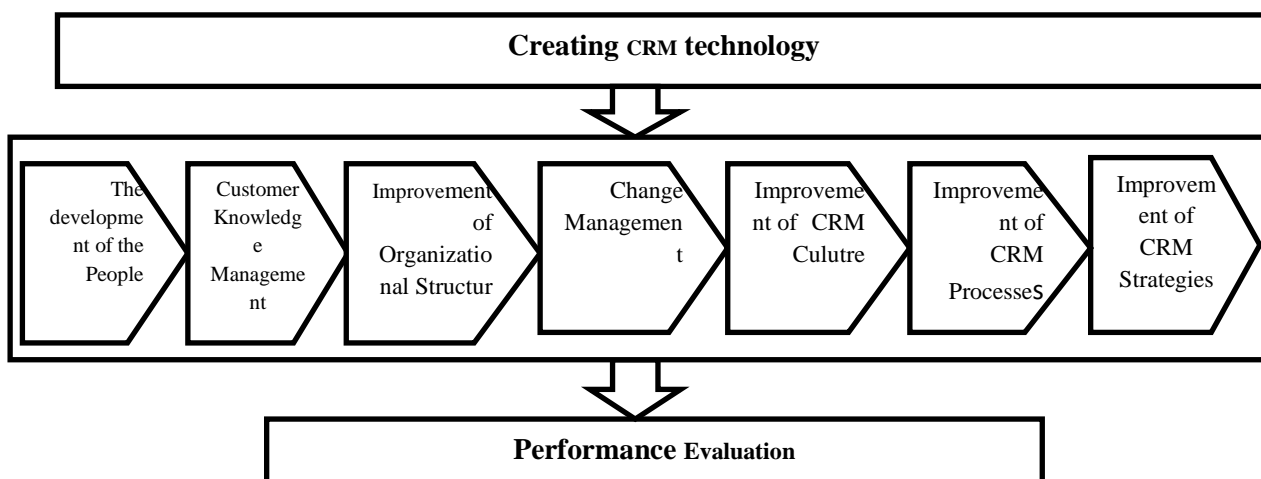 Creating CRM technology
The
developme
nt of the
People
Customer
Knowledg
e
Manageme
nt
Improvement
of
Organizatio
nal Structur
Change
Managemen
t
Improveme
nt of CRM
Culutre
Improveme
nt of
CRM
Processes
Improvem
ent of
CRM
Strategies
Performance Evaluation